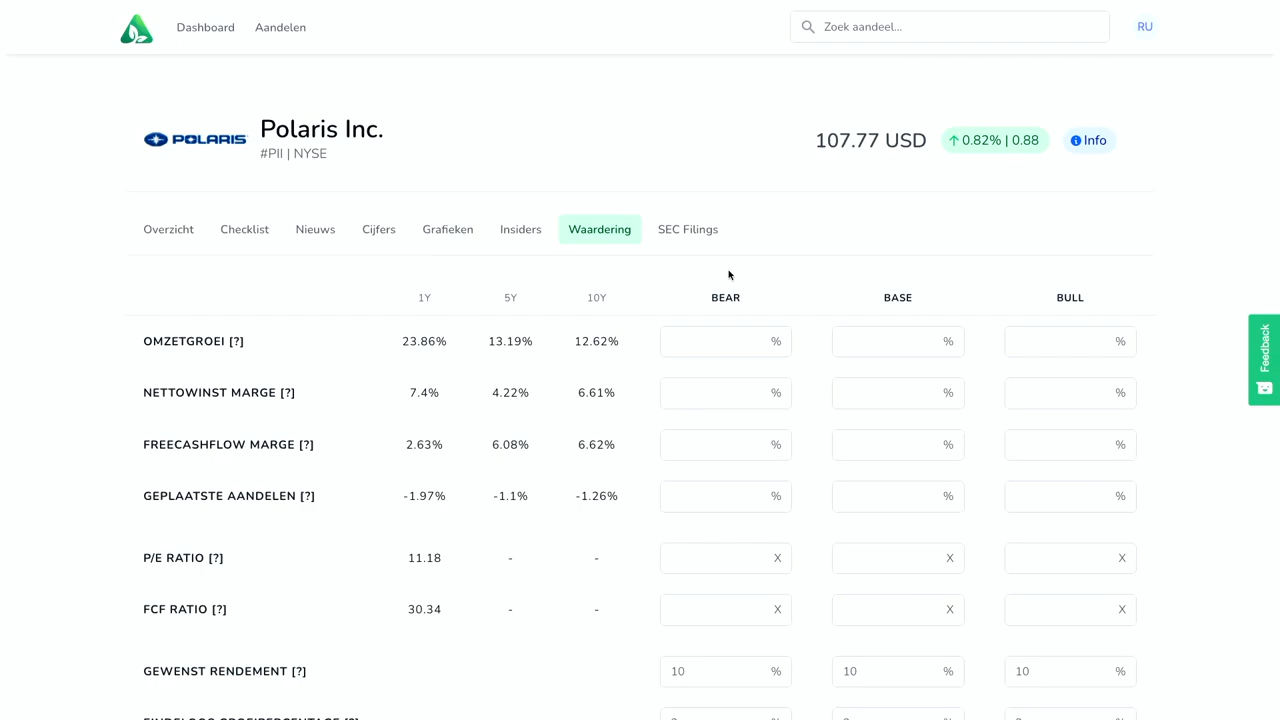 Dashboard Aandelen Zoek aandeel... RU
POLARIS Polaris Inc.
#PII | NYSE
107.77 USD 0.82% | 0.88 Info
Overzicht Checklist Nieuws Cijfers Grafieken Insiders Waardering SEC Filings
1Y 5Y 10Y BEAR BASE BULL
OMZETGROEI [?] 23.86% 13.19% 12.62% % % %
NETTOWINST MARGE [?] 7.4% 4.22% 6.61% % % %
FREECASHFLOW MARGE [?] 2.63% 6.08% 6.62% % % %
GEPLAATSTE AANDELEN [?] -1.97% -1.1% -1.26% % % %
P/E RATIO [?] 11.18 - - X X X
FCF RATIO [?] 30.34 - - X X X
GEWENST RENDEMENT [?] 10 % 10 % 10 %
Feedback